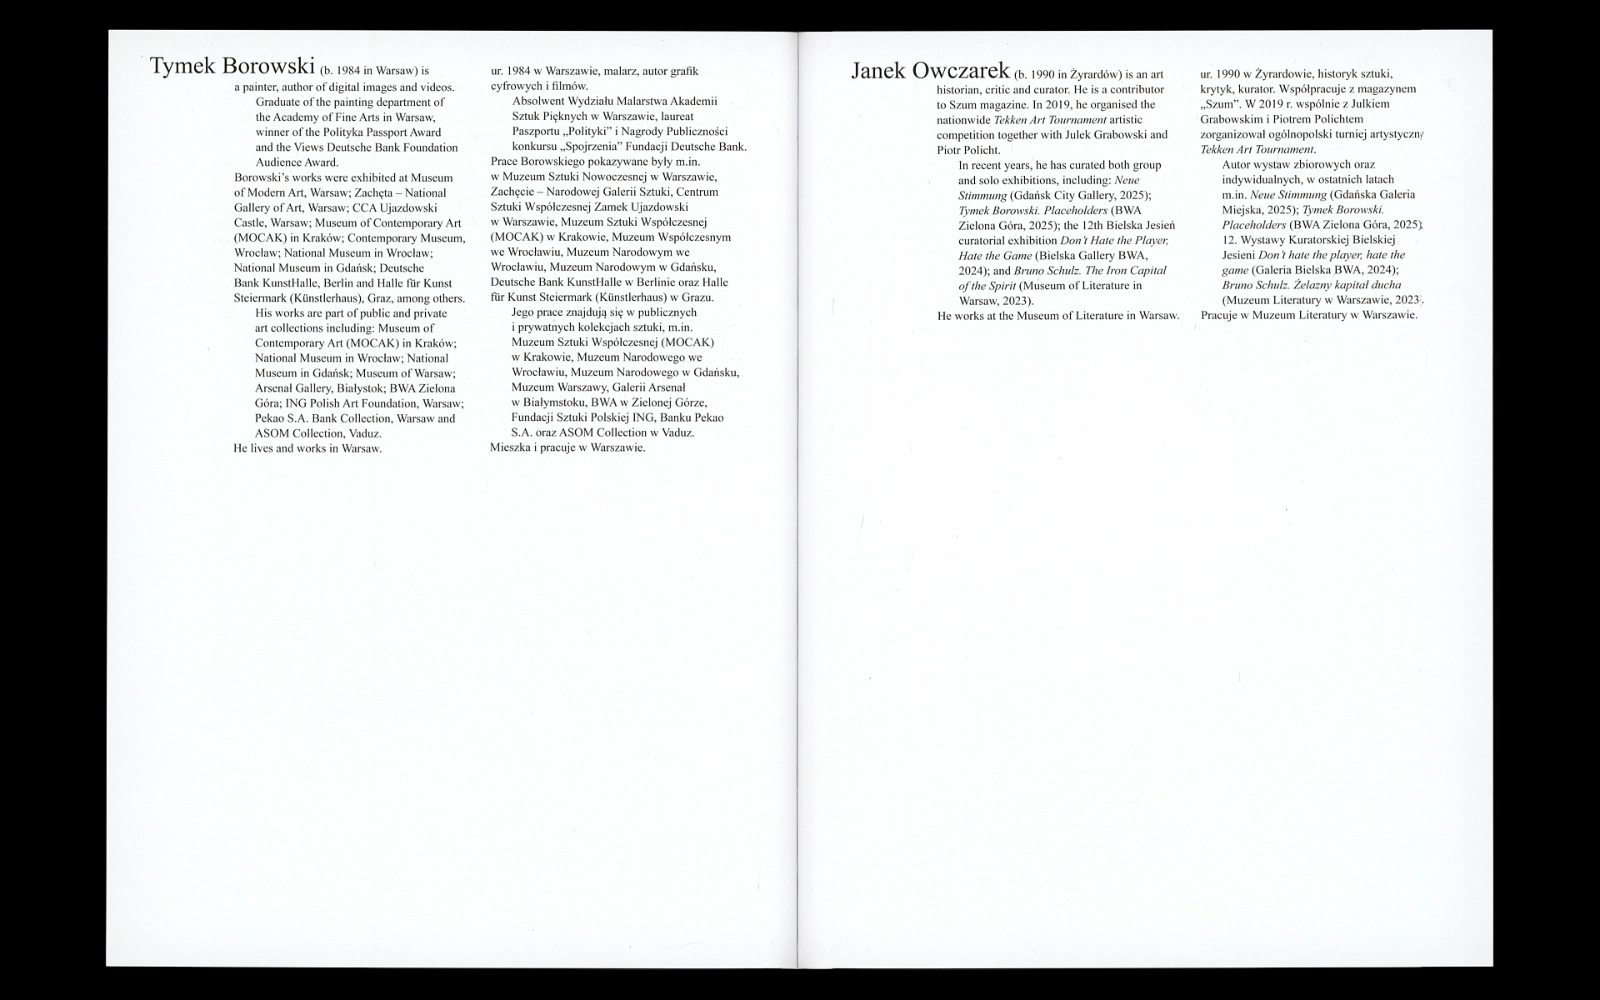 Tymek Borowski (b. 1984 in Warsaw) is
a painter, author of digital images and videos.
Graduate of the painting department of
the Academy of Fine Arts in Warsaw,
winner of the Polityka Passport Award
and the Views Deutsche Bank Foundation
Audience Award.
Borowski's works were exhibited at Museum
of Modern Art, Warsaw; Zachęta – National
Gallery of Art, Warsaw; CCA Ujazdowski
Castle, Warsaw; Museum of Contemporary Art
(MOCAK) in Kraków; Contemporary Museum,
Wrocław; National Museum in Wrocław;
National Museum in Gdańsk; Deutsche
Bank KunstHalle, Berlin and Halle für Kunst
Steiermark (Künstlerhaus), Graz, among others.
His works are part of public and private
art collections including: Museum of
Contemporary Art (MOCAK) in Kraków;
National Museum in Wrocław; National
Museum in Gdańsk; Museum of Warsaw;
Arsenał Gallery, Białystok; BWA Zielona
Góra; ING Polish Art Foundation, Warsaw;
Pekao S.A. Bank Collection, Warsaw and
ASOM Collection, Vaduz.
He lives and works in Warsaw.
ur. 1984 w Warszawie, malarz, autor grafik
cyfrowych i filmów.
Absolwent Wydziału Malarstwa Akademii
Sztuk Pięknych w Warszawie, laureat
Paszportu „Polityki” i Nagrody Publiczności
konkursu „Spojrzenia” Fundacji Deutsche Bank.
Prace Borowskiego pokazywane były m.in.
w Muzeum Sztuki Nowoczesnej w Warszawie,
Zachęcie – Narodowej Galerii Sztuki, Centrum
Sztuki Współczesnej Zamek Ujazdowski
w Warszawie, Muzeum Sztuki Współczesnej
(MOCAK) w Krakowie, Muzeum Współczesnym
we Wrocławiu, Muzeum Narodowym we
Wrocławiu, Muzeum Narodowym w Gdańsku,
Deutsche Bank KunstHalle w Berlinie oraz Halle
für Kunst Steiermark (Künstlerhaus) w Grazu.
Jego prace znajdują się w publicznych
i prywatnych kolekcjach sztuki, m.in.
Muzeum Sztuki Współczesnej (MOCAK)
w Krakowie, Muzeum Narodowego we
Wrocławiu, Muzeum Narodowego w Gdańsku,
Muzeum Warszawy, Galerii Arsenał
w Białymstoku, BWA w Zielonej Górze,
Fundacji Sztuki Polskiej ING, Banku Pekao
S.A. oraz ASOM Collection w Vaduz.
Mieszka i pracuje w Warszawie.
Janek Owczarek (b. 1990 in Żyrardów) is an art
historian, critic and curator. He is a contributor
to Szum magazine. In 2019, he organised the
nationwide Tekken Art Tournament artistic
competition together with Julek Grabowski and
Piotr Policht.
In recent years, he has curated both group
and solo exhibitions, including: Neue
Stimmung (Gdańsk City Gallery, 2025);
Tymek Borowski. Placeholders (BWA
Zielona Góra, 2025); the 12th Bielska Jesień
curatorial exhibition Don't Hate the Player,
Hate the Game (Bielska Gallery BWA,
2024); and Bruno Schulz. The Iron Capital
of the Spirit (Museum of Literature in
Warsaw, 2023).
He works at the Museum of Literature in Warsaw.
ur. 1990 w Żyrardowie, historyk sztuki,
krytyk, kurator. Współpracuje z magazynem
„Szum”. W 2019 r. wspólnie z Julkiem
Grabowskim i Piotrem Polichtem
zorganizował ogólnopolski turniej artystyczny
Tekken Art Tournament.
Autor wystaw zbiorowych oraz
indywidualnych, w ostatnich latach
m.in. Neue Stimmung (Gdańska Galeria
Miejska, 2025); Tymek Borowski.
Placeholders (BWA Zielona Góra, 2025);
12. Wystawy Kuratorskiej Bielskiej
Jesieni Don't hate the player, hate the
game (Galeria Bielska BWA, 2024);
Bruno Schulz. Żelazny kapitał ducha
(Muzeum Literatury w Warszawie, 2023).
Pracuje w Muzeum Literatury w Warszawie.